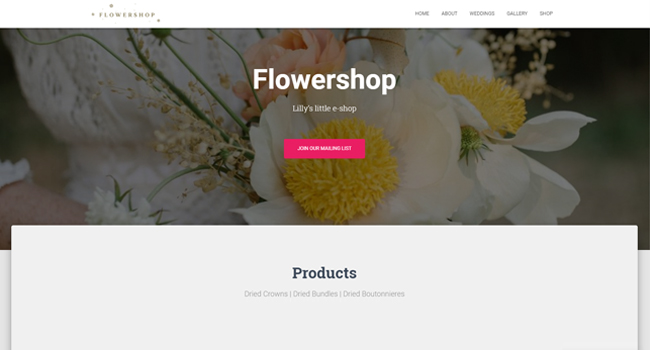 FLOWERSHOP
HOME ABOUT WEDDINGS GALLERY SHOP
Flowershop
Lilly's little e-shop
JOIN OUR MAILING LIST
Products
Dried Crowns | Dried Bundles | Dried Boutonnieres